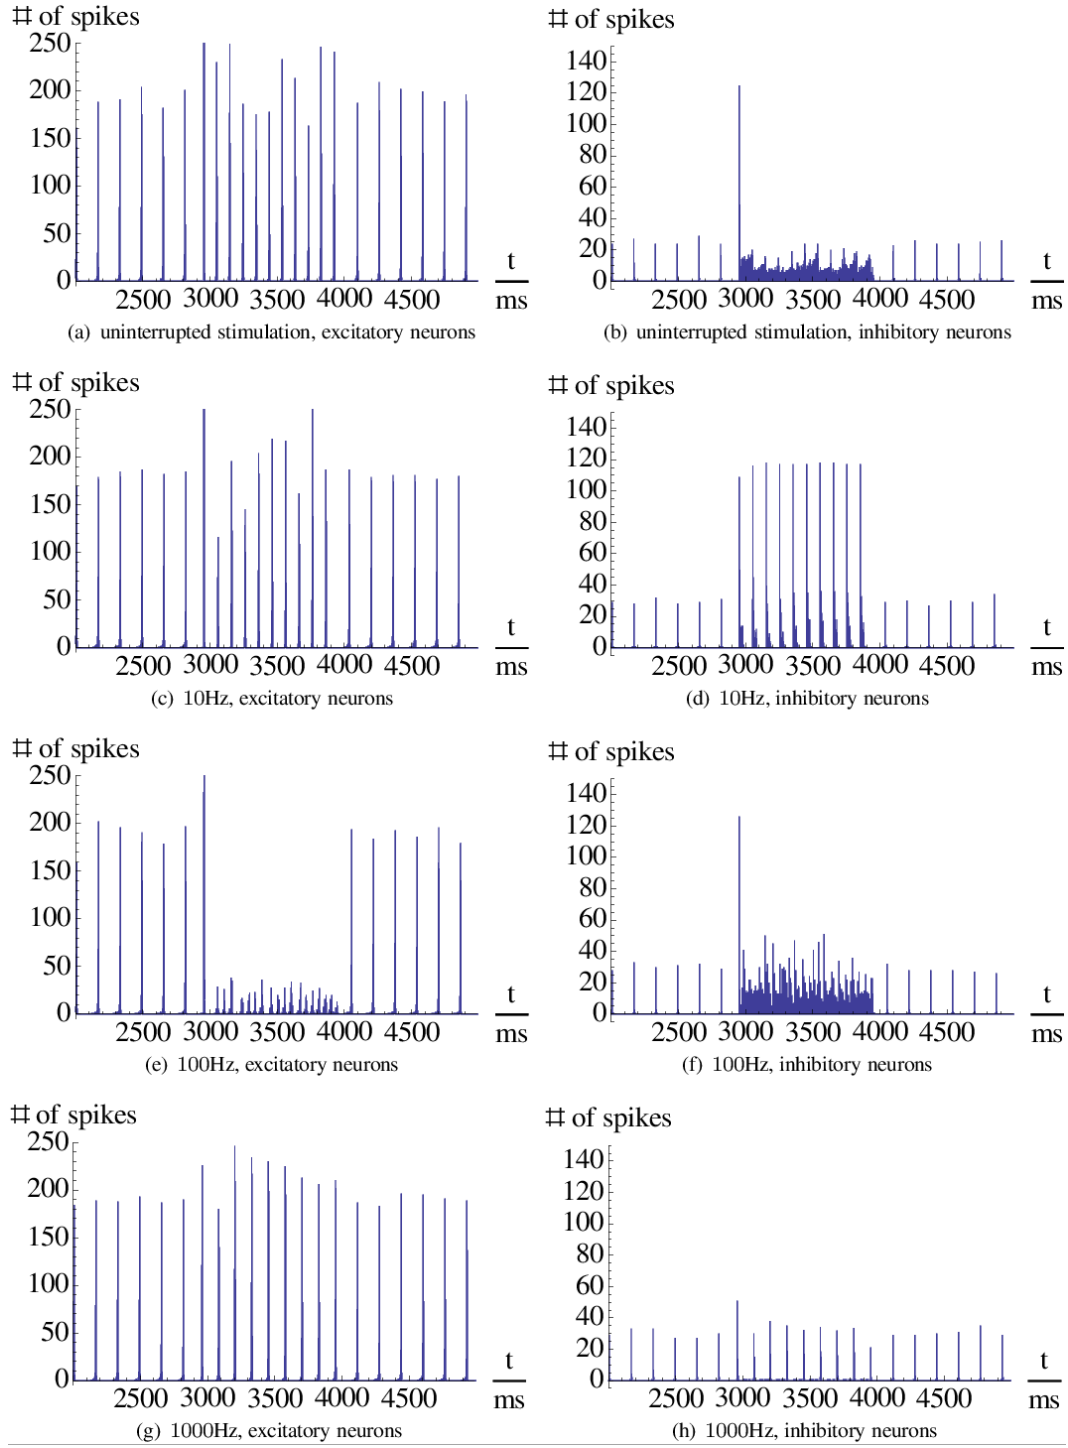 # of spikes
250
200
150
100
50
0
2500 3000 3500 4000 4500
t
ms
(a) uninterrupted stimulation, excitatory neurons
# of spikes
140
120
100
80
60
40
20
0
2500 3000 3500 4000 4500
t
ms
(b) uninterrupted stimulation, inhibitory neurons
# of spikes
250
200
150
100
50
0
2500 3000 3500 4000 4500
t
ms
(c) 10Hz, excitatory neurons
# of spikes
140
120
100
80
60
40
20
0
2500 3000 3500 4000 4500
t
ms
(d) 10Hz, inhibitory neurons
# of spikes
250
200
150
100
50
0
2500 3000 3500 4000 4500
t
ms
(e) 100Hz, excitatory neurons
# of spikes
140
120
100
80
60
40
20
0
2500 3000 3500 4000 4500
t
ms
(f) 100Hz, inhibitory neurons
# of spikes
250
200
150
100
50
0
2500 3000 3500 4000 4500
t
ms
(g) 1000Hz, excitatory neurons
# of spikes
140
120
100
80
60
40
20
0
2500 3000 3500 4000 4500
t
ms
(h) 1000Hz, inhibitory neurons